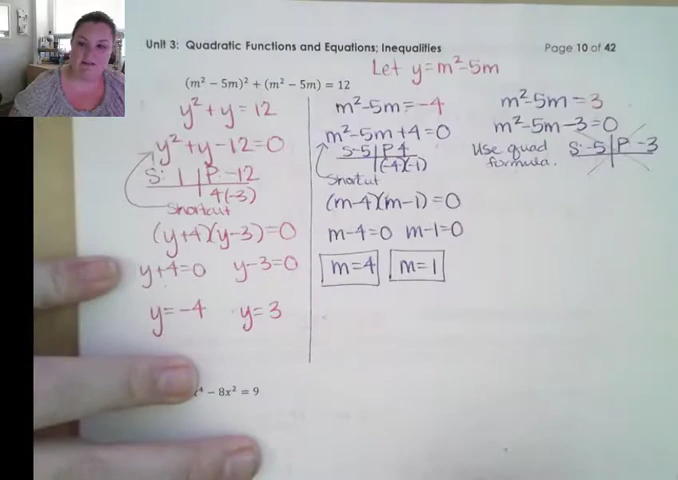 Unit 3: Quadratic Functions and Equations; Inequalities
Page 10 of 42
Let y=m²-5m
(m² − 5m)² + (m² − 5m) = 12
y²+y=12
y²+y-12=0
S: 1 | P: -12
4(-3)
Shortcut
(y+4)(y-3)=0
y+4=0 y-3=0
y=-4 y=3
m²-5m=-4
m²-5m+4=0
S:-5 | P 4
(-4)(-1)
Shortcut
(m-4)(m-1)=0
m-4=0 m-1=0
m=4 m=1
m²-5m=3
m²-5m-3=0
Use quad formula. S: -5 | P -3
⁴ − 8x² = 9